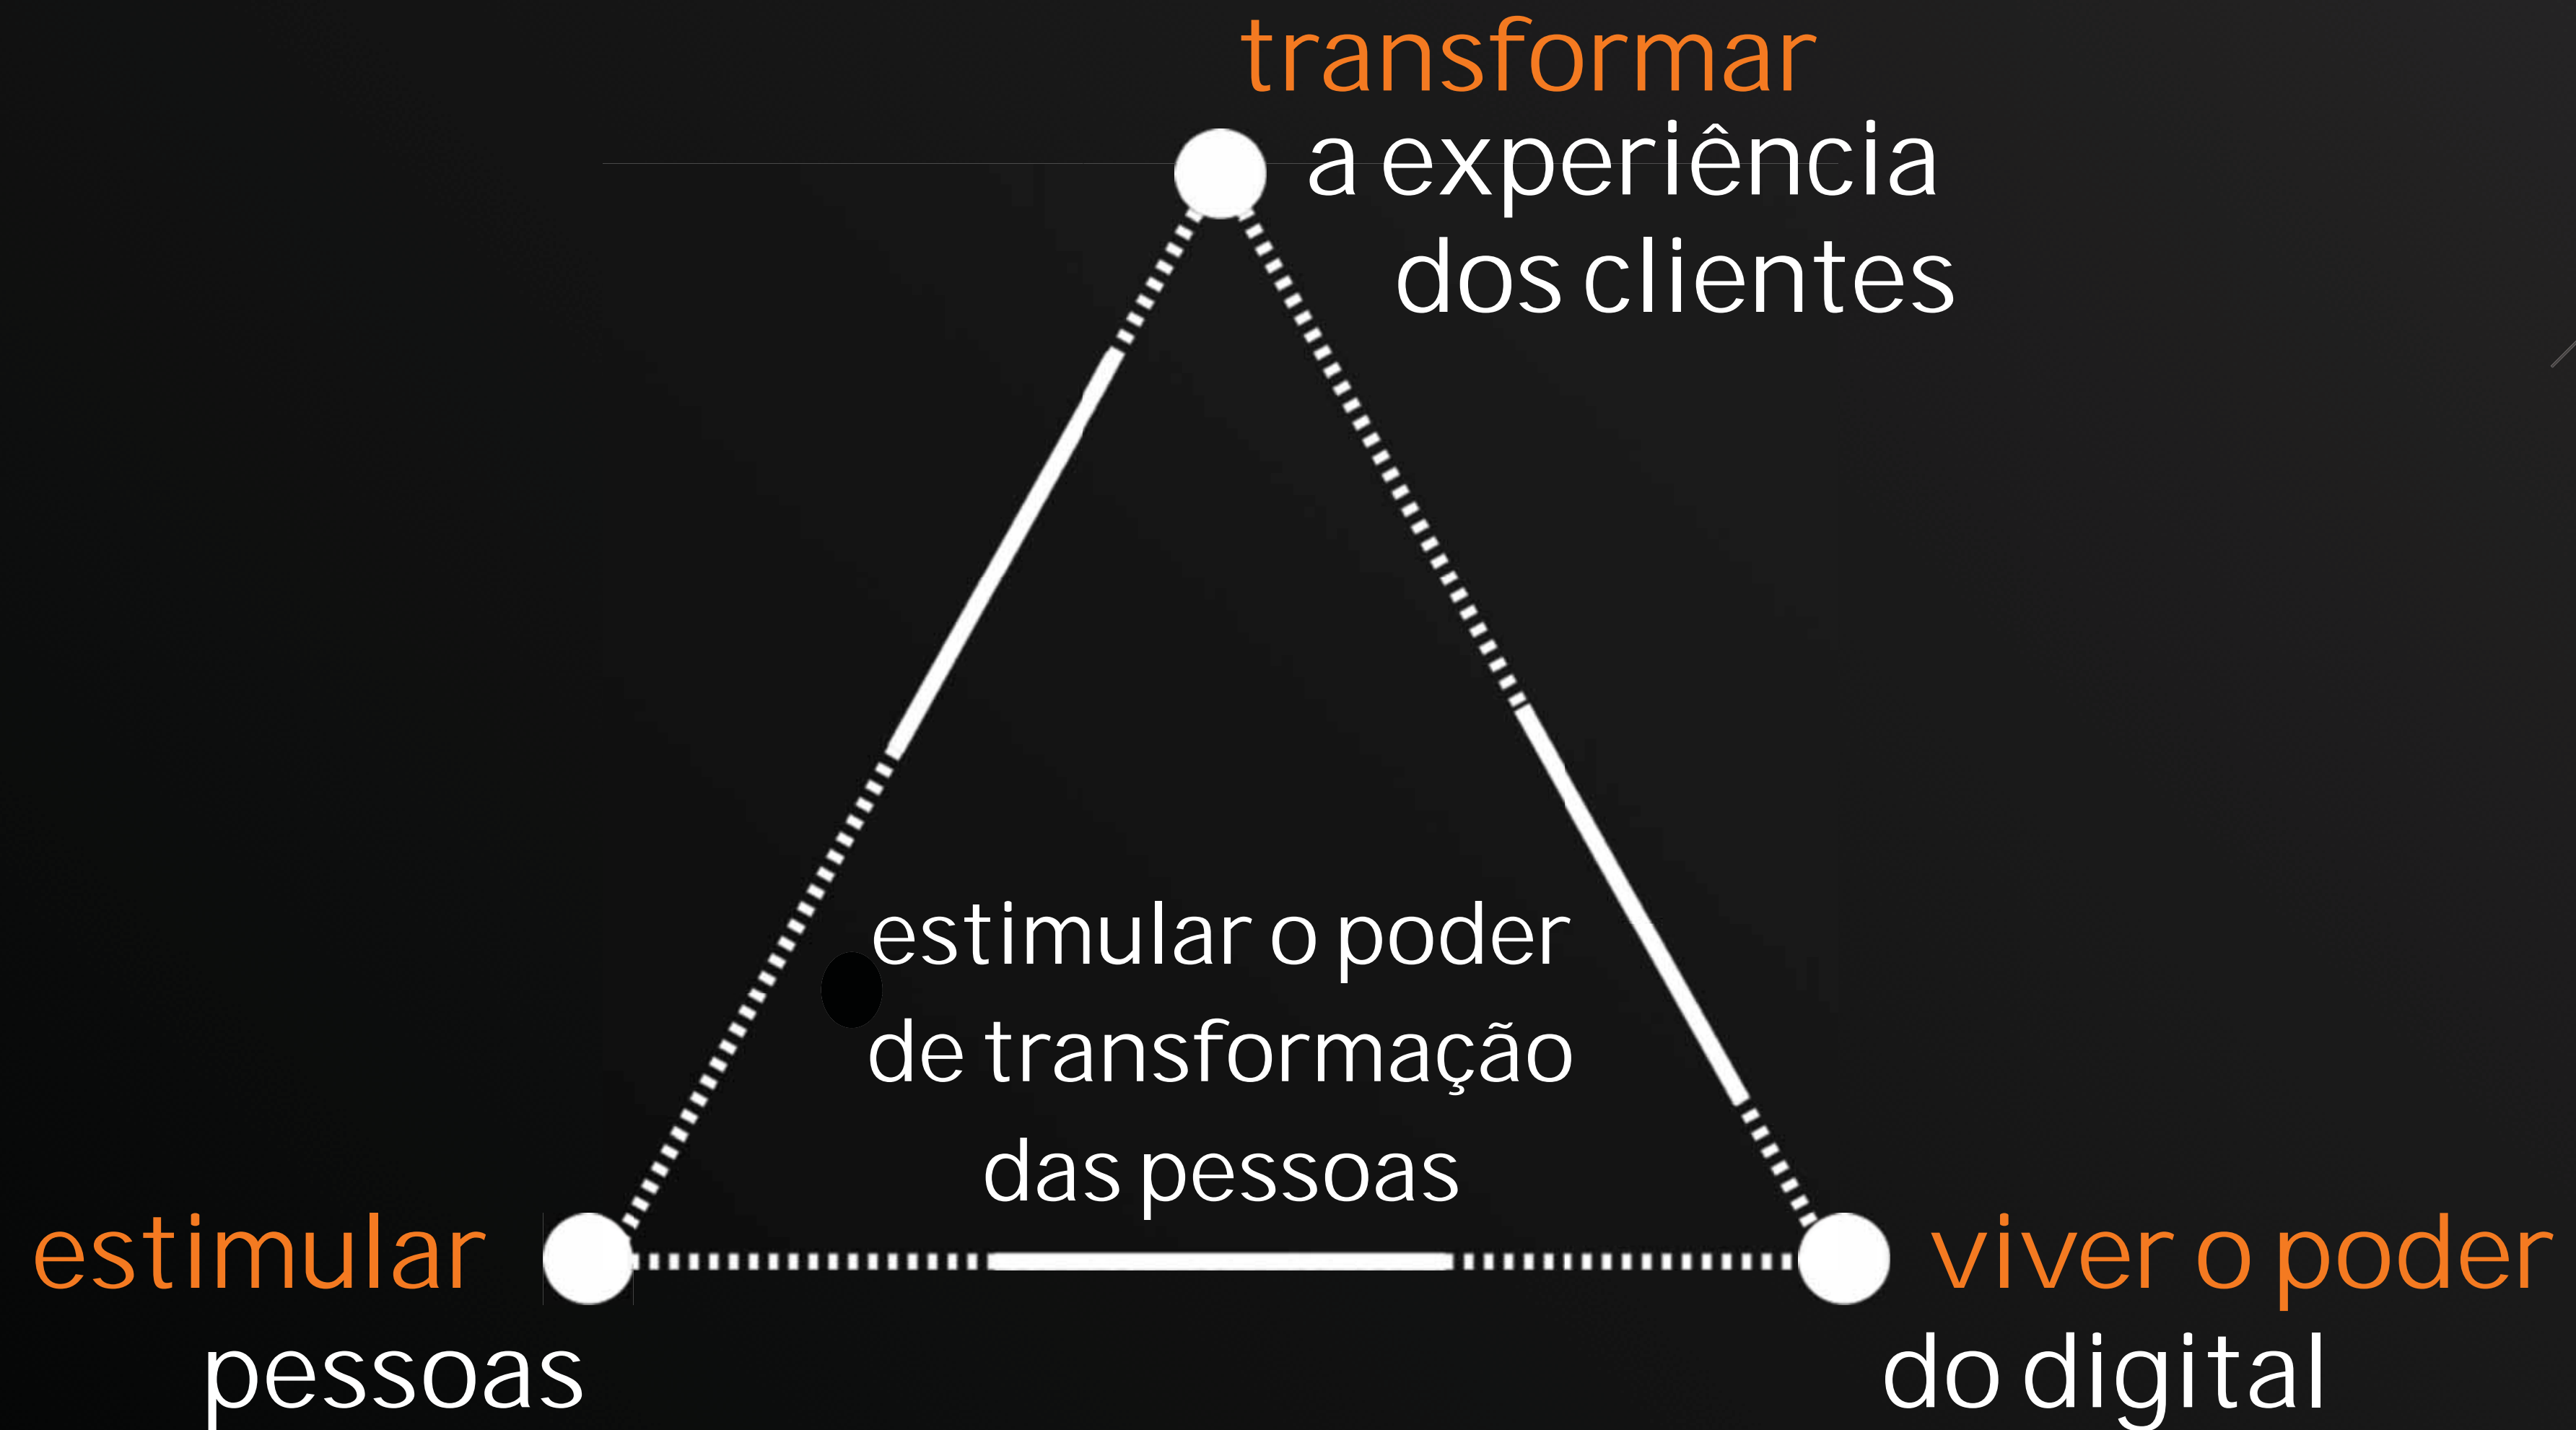 transformar
a experiência
dos clientes
estimular o poder
de transformação
das pessoas
estimular
pessoas
viver o poder
do digital